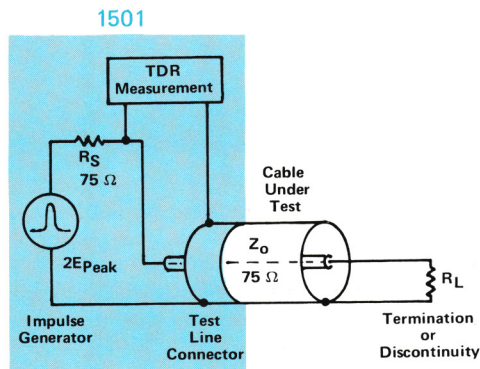 1501
TDR
Measurement
RS
75 Ω
2EPeak
Impulse
Generator
Test
Line
Connector
Cable
Under
Test
Zo
75 Ω
RL
Termination
or
Discontinuity